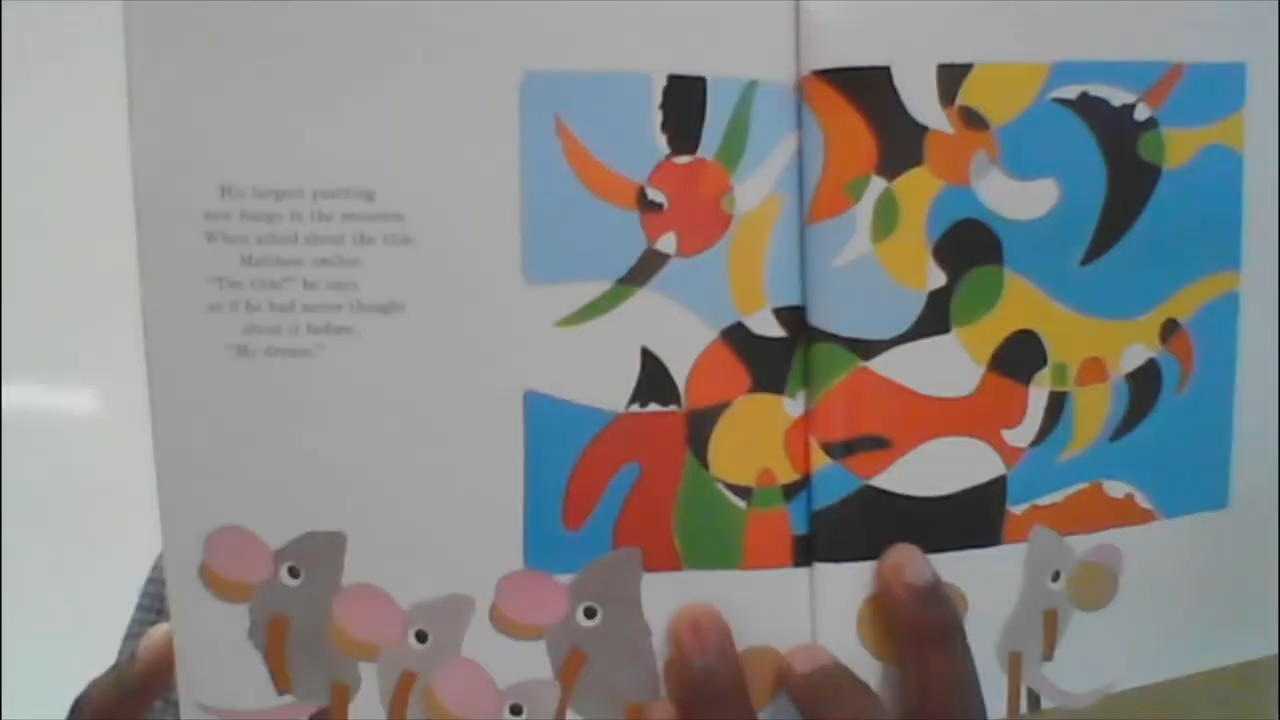 His largest painting
now hangs in the museum.
When asked about the title,
Matthew smiles.
"The title?" he says
as if he had never thought
about it before,
"My dream."